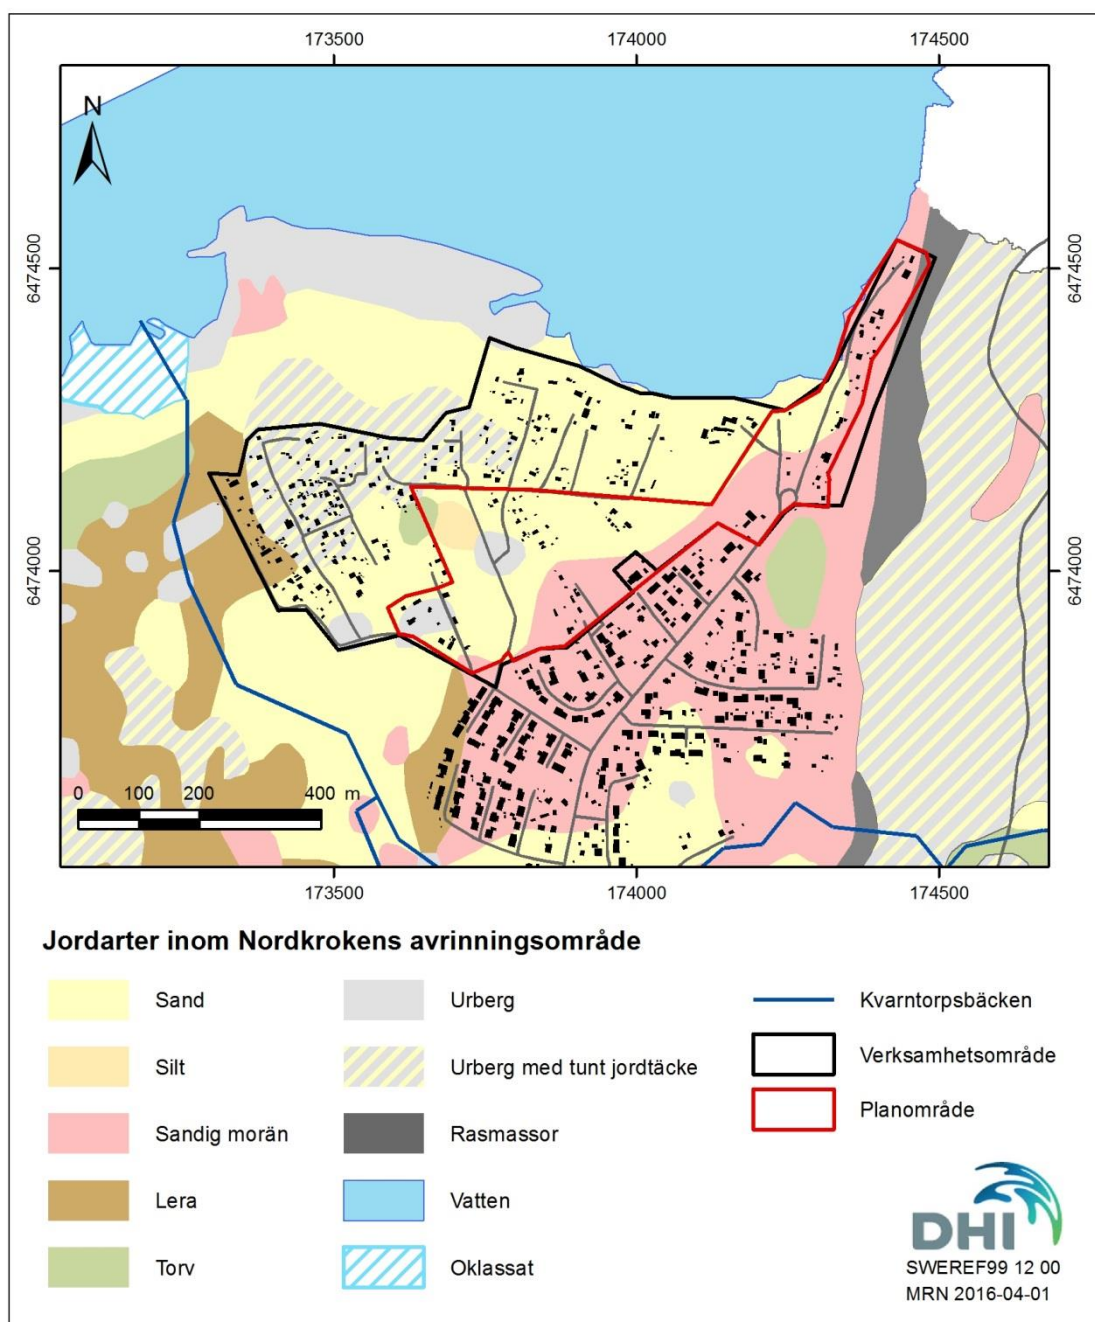 173500 174000 174500
N
6474500 6474500
6474000 6474000
0 100 200 400 m
173500 174000 174500
Jordarter inom Nordkrokens avrinningsområde
Sand
Silt
Sandig morän
Lera
Torv
Urberg
Urberg med tunt jordtäcke
Rasmassor
Vatten
Oklassat
Kvarntorpsbäcken
Verksamhetsområde
Planområde
DHI
SWEREF99 12 00
MRN 2016-04-01